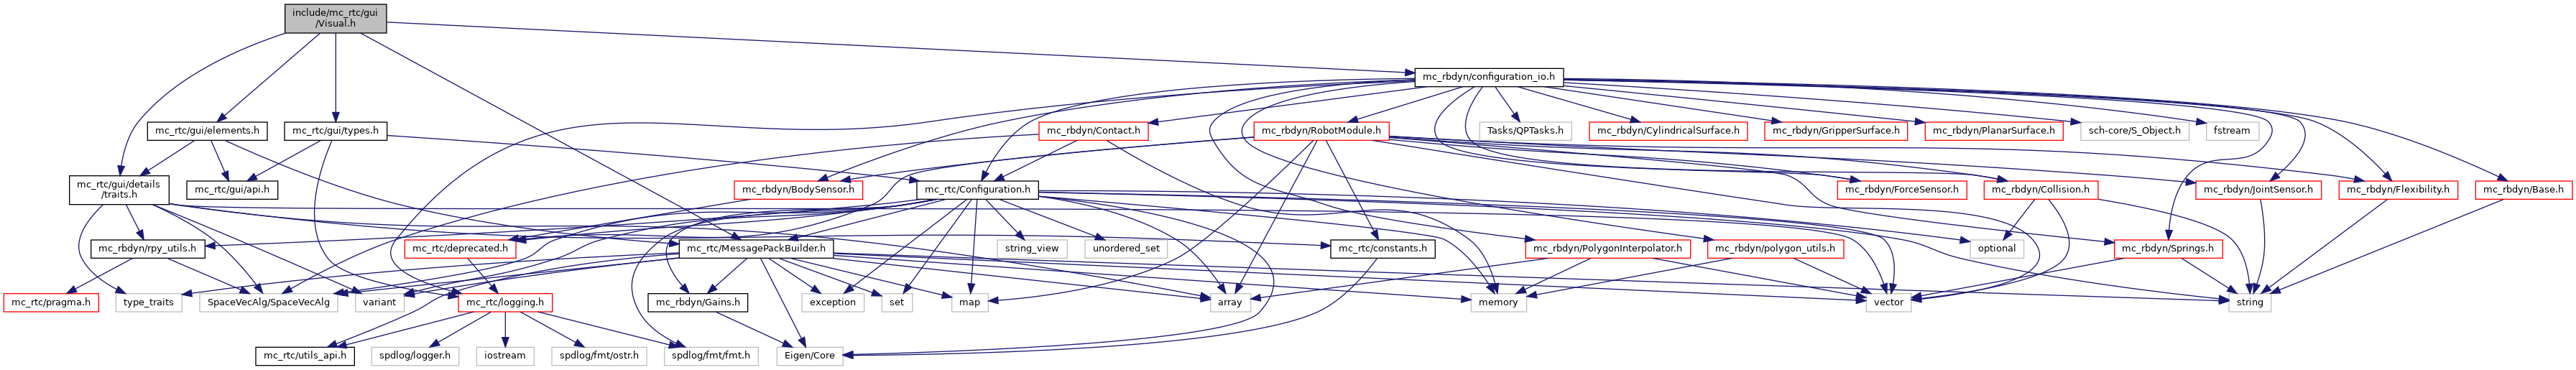 include/mc_rtc/gui
/Visual.h
mc_rbdyn/configuration_io.h
mc_rtc/gui/elements.h
mc_rtc/gui/types.h
mc_rbdyn/Contact.h
mc_rbdyn/RobotModule.h
Tasks/QPTasks.h
mc_rbdyn/CylindricalSurface.h
mc_rbdyn/GripperSurface.h
mc_rbdyn/PlanarSurface.h
sch-core/S_Object.h
fstream
mc_rtc/gui/details
/traits.h
mc_rtc/gui/api.h
mc_rbdyn/BodySensor.h
mc_rtc/Configuration.h
mc_rbdyn/ForceSensor.h
mc_rbdyn/Collision.h
mc_rbdyn/JointSensor.h
mc_rbdyn/Flexibility.h
mc_rbdyn/Base.h
mc_rbdyn/rpy_utils.h
mc_rtc/deprecated.h
mc_rtc/MessagePackBuilder.h
string_view
unordered_set
mc_rtc/constants.h
mc_rbdyn/PolygonInterpolator.h
mc_rbdyn/polygon_utils.h
optional
mc_rbdyn/Springs.h
mc_rtc/pragma.h
type_traits
SpaceVecAlg/SpaceVecAlg
variant
mc_rtc/logging.h
mc_rbdyn/Gains.h
exception
set
map
array
memory
vector
string
mc_rtc/utils_api.h
spdlog/logger.h
iostream
spdlog/fmt/ostr.h
spdlog/fmt/fmt.h
Eigen/Core